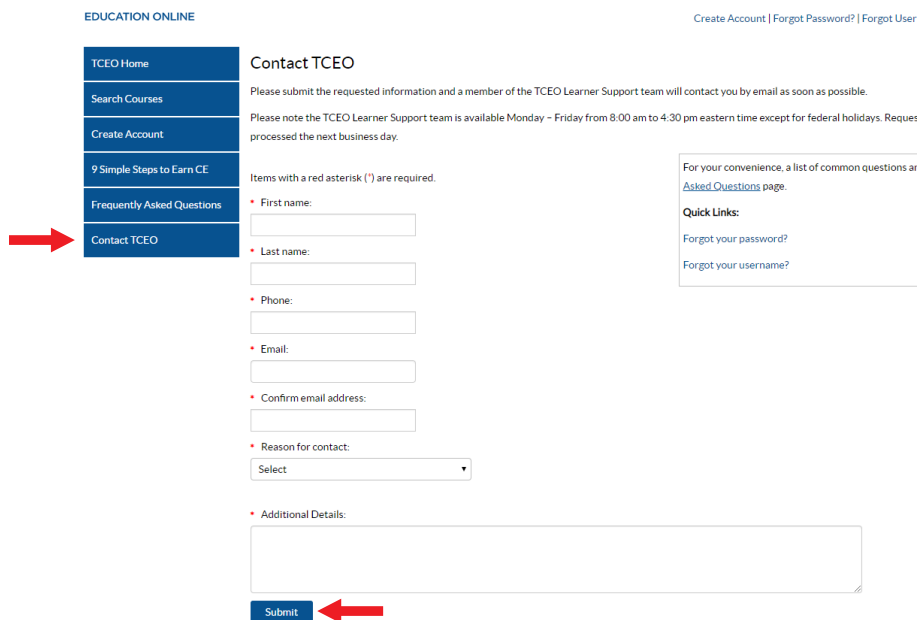 EDUCATION ONLINE
Create Account | Forgot Password? | Forgot User
TCEO Home
Search Courses
Create Account
9 Simple Steps to Earn CE
Frequently Asked Questions
Contact TCEO
Contact TCEO
Please submit the requested information and a member of the TCEO Learner Support team will contact you by email as soon as possible.
Please note the TCEO Learner Support team is available Monday – Friday from 8:00 am to 4:30 pm eastern time except for federal holidays. Reques
processed the next business day.
Items with a red asterisk (*) are required.
* First name:
* Last name:
* Phone:
* Email:
* Confirm email address:
* Reason for contact:
Select
* Additional Details:
Submit
For your convenience, a list of common questions an
Asked Questions page.
Quick Links:
Forgot your password?
Forgot your username?